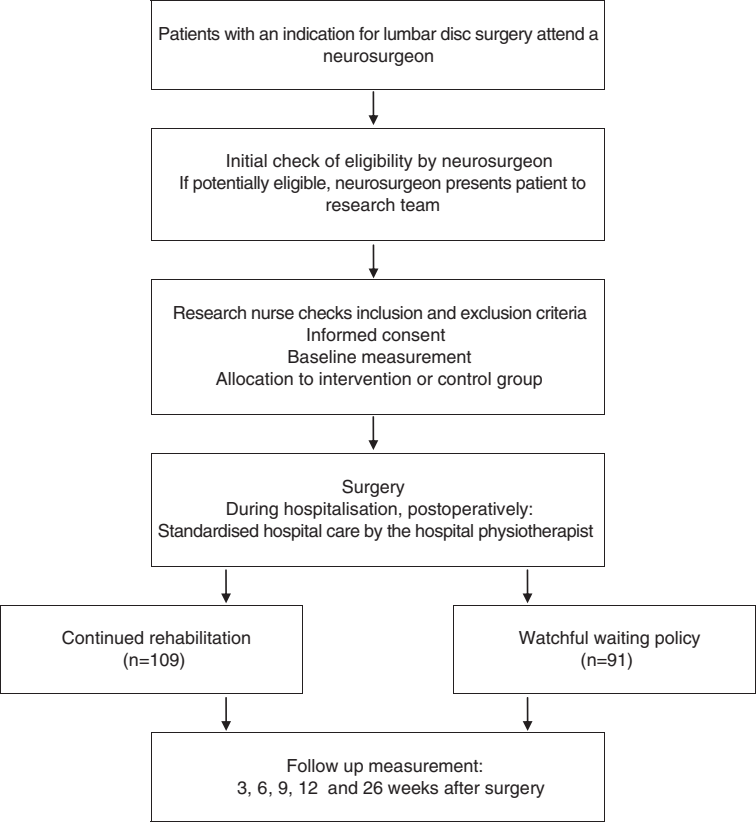 Patients with an indication for lumbar disc surgery attend a
neurosurgeon
Initial check of eligibility by neurosurgeon
If potentially eligible, neurosurgeon presents patient to
research team
Research nurse checks inclusion and exclusion criteria
Informed consent
Baseline measurement
Allocation to intervention or control group
Surgery
During hospitalisation, postoperatively:
Standardised hospital care by the hospital physiotherapist
Continued rehabilitation
(n=109)
Watchful waiting policy
(n=91)
Follow up measurement:
3, 6, 9, 12 and 26 weeks after surgery